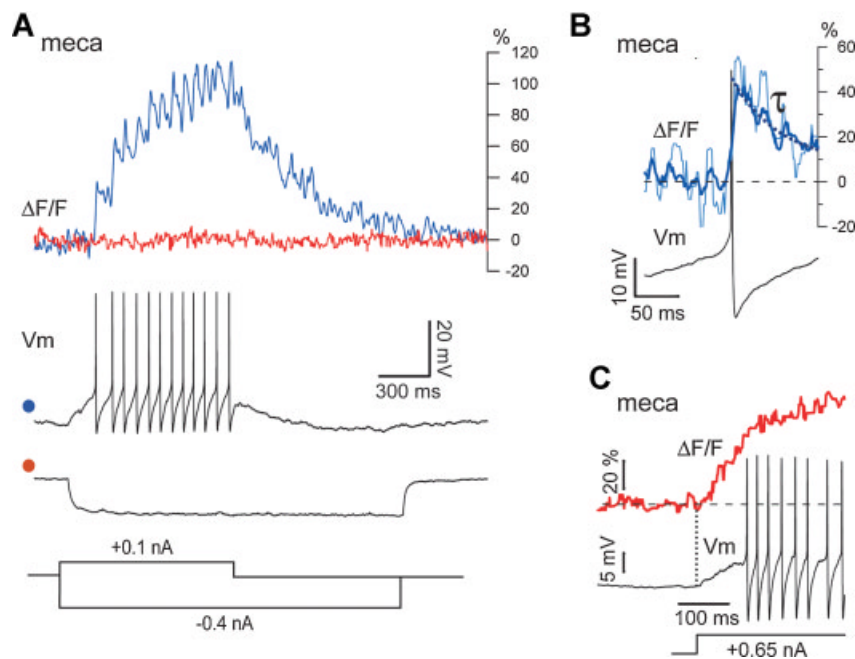 A
meca
%
120
100
80
60
40
20
0
-20
ΔF/F
Vm
20 mV
300 ms
+0.1 nA
-0.4 nA
B
meca
%
60
40
20
0
-20
τ
ΔF/F
Vm
10 mV
50 ms
C
meca
ΔF/F
20 %
Vm
5 mV
100 ms
+0.65 nA